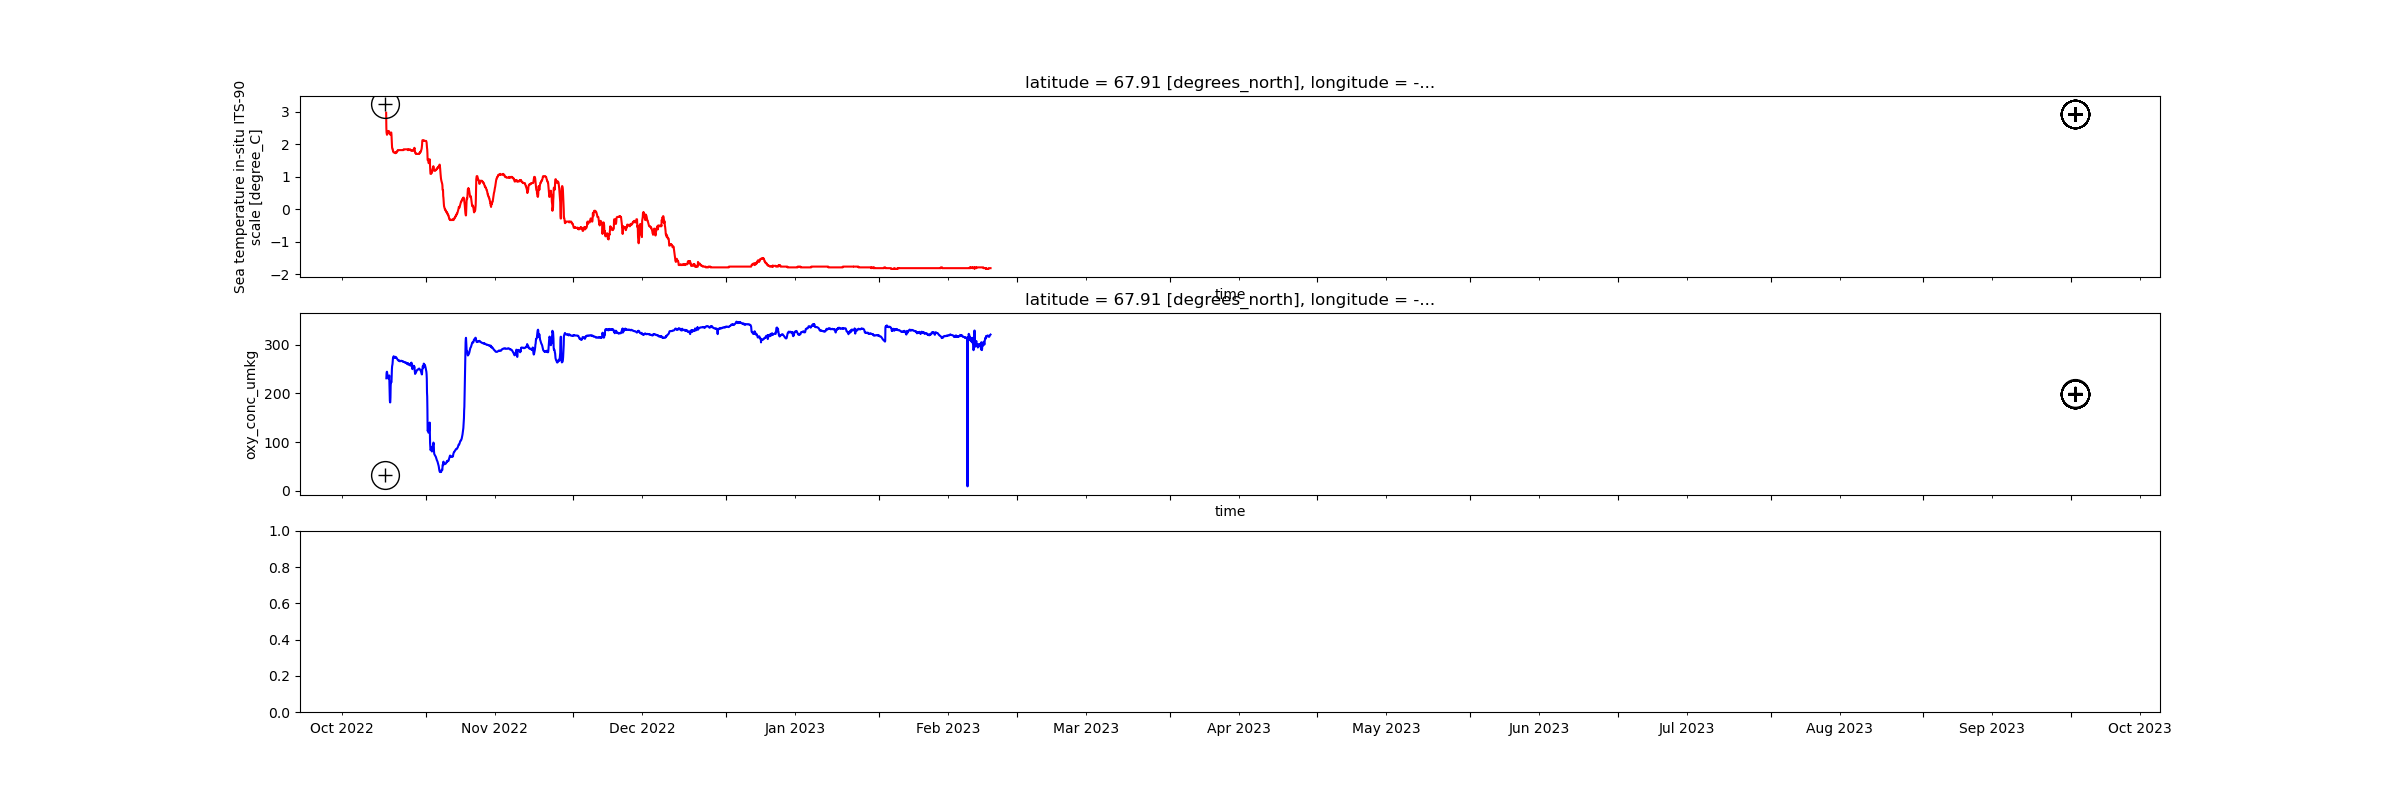 latitude = 67.91 [degrees_north], longitude = -...
Sea temperature in-situ ITS-90
scale [degree_C]
3
2
1
0
−1
−2
time
latitude = 67.91 [degrees_north], longitude = -...
oxy_conc_umkg
300
200
100
0
time
1.0
0.8
0.6
0.4
0.2
0.0
Oct 2022 Nov 2022 Dec 2022 Jan 2023 Feb 2023 Mar 2023 Apr 2023 May 2023 Jun 2023 Jul 2023 Aug 2023 Sep 2023 Oct 2023